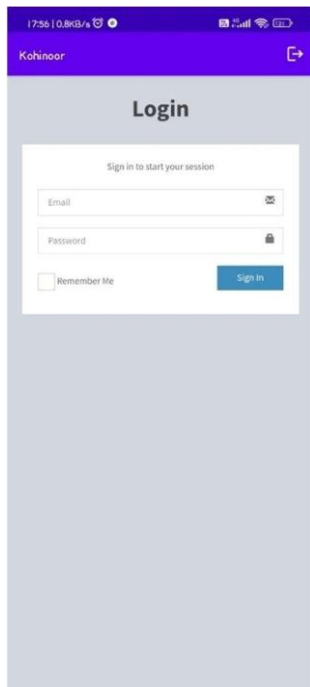 17:56 | 0.8KB/s
Kohinoor
Login
Sign in to start your session
Email
Password
Remember Me
Sign In